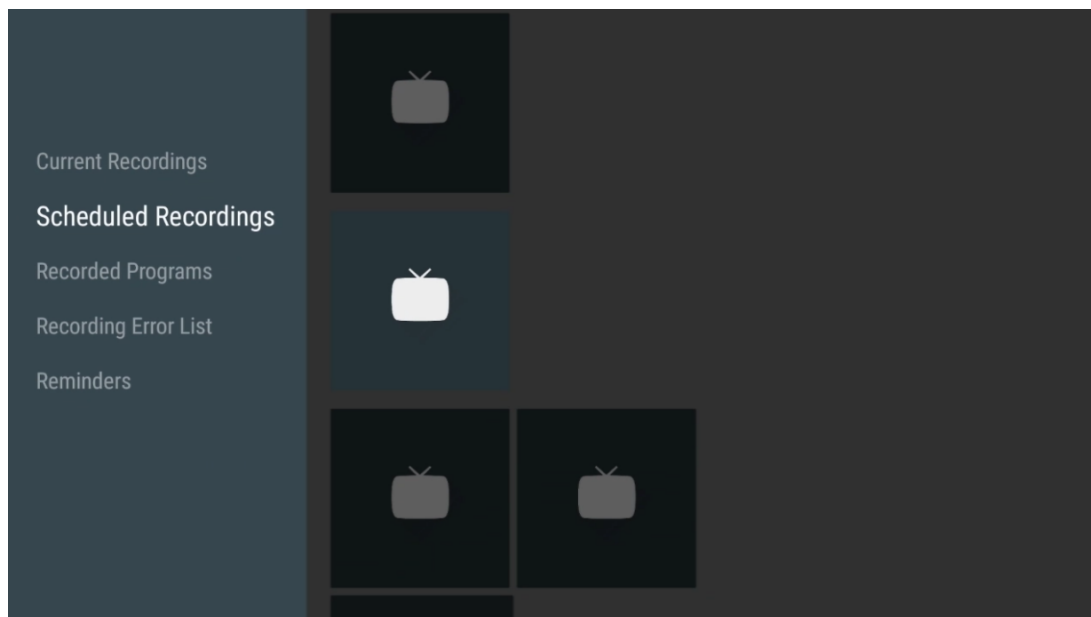 Current Recordings
Scheduled Recordings
Recorded Programs
Recording Error List
Reminders